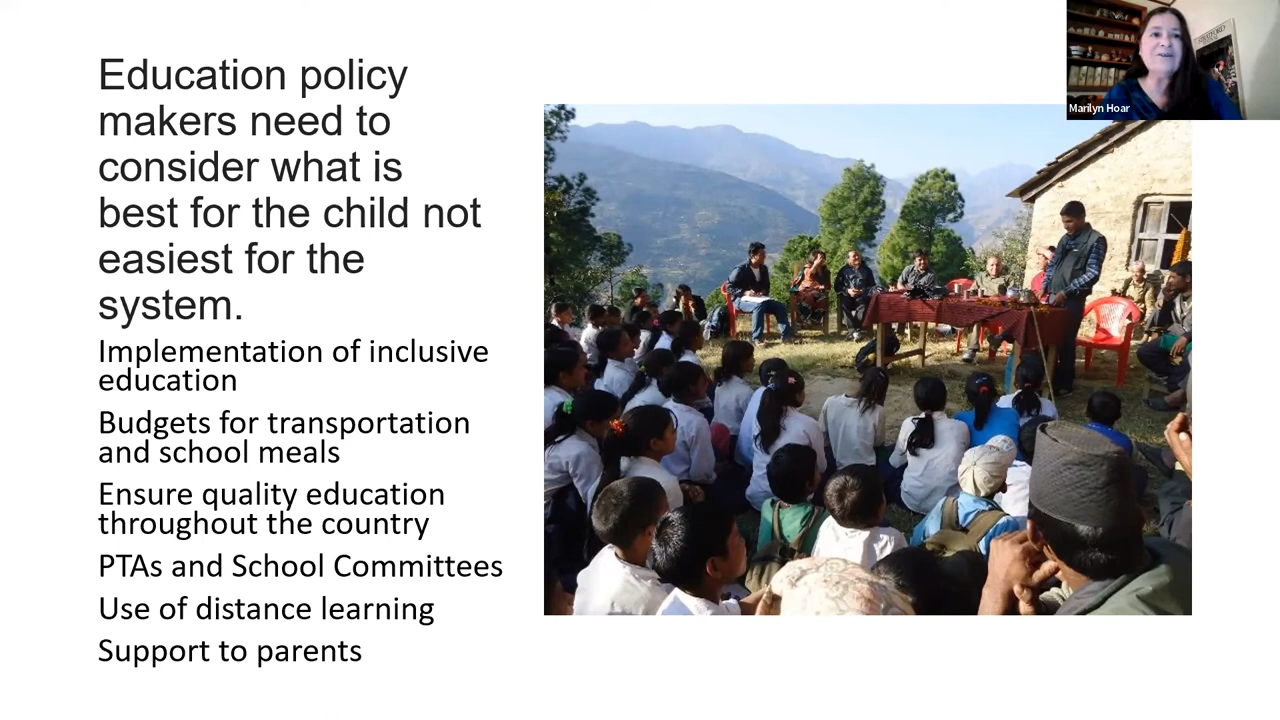 Education policy
makers need to
consider what is
best for the child not
easiest for the
system.
Implementation of inclusive
education
Budgets for transportation
and school meals
Ensure quality education
throughout the country
PTAs and School Committees
Use of distance learning
Support to parents
Marilyn Hoar